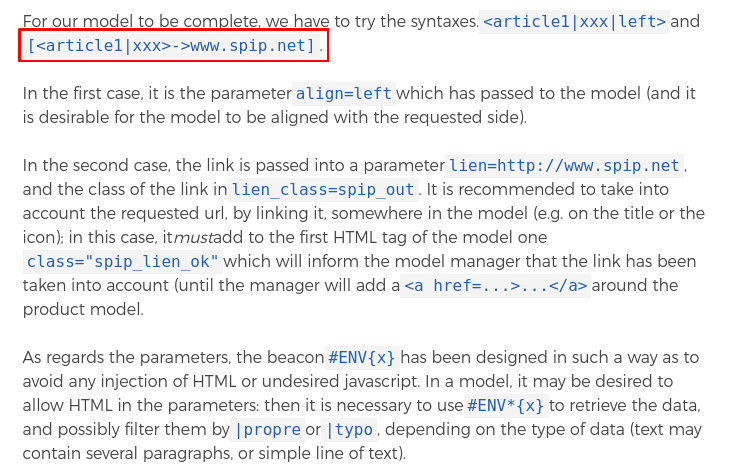 For our model to be complete, we have to try the syntaxes. <article1|xxx|left> and
[<article1|xxx>->www.spip.net] .
In the first case, it is the parameter align=left which has passed to the model (and it
is desirable for the model to be aligned with the requested side).
In the second case, the link is passed into a parameter lien=http://www.spip.net ,
and the class of the link in lien_class=spip_out . It is recommended to take into
account the requested url, by linking it, somewhere in the model (e.g. on the title or the
icon); in this case, it must add to the first HTML tag of the model one
class="spip_lien_ok" which will inform the model manager that the link has been
taken into account (until the manager will add a <a href=...>...</a> around the
product model.
As regards the parameters, the beacon #ENV{x} has been designed in such a way as to
avoid any injection of HTML or undesired javascript. In a model, it may be desired to
allow HTML in the parameters: then it is necessary to use #ENV*{x} to retrieve the data,
and possibly filter them by |propre or |typo , depending on the type of data (text may
contain several paragraphs, or simple line of text).